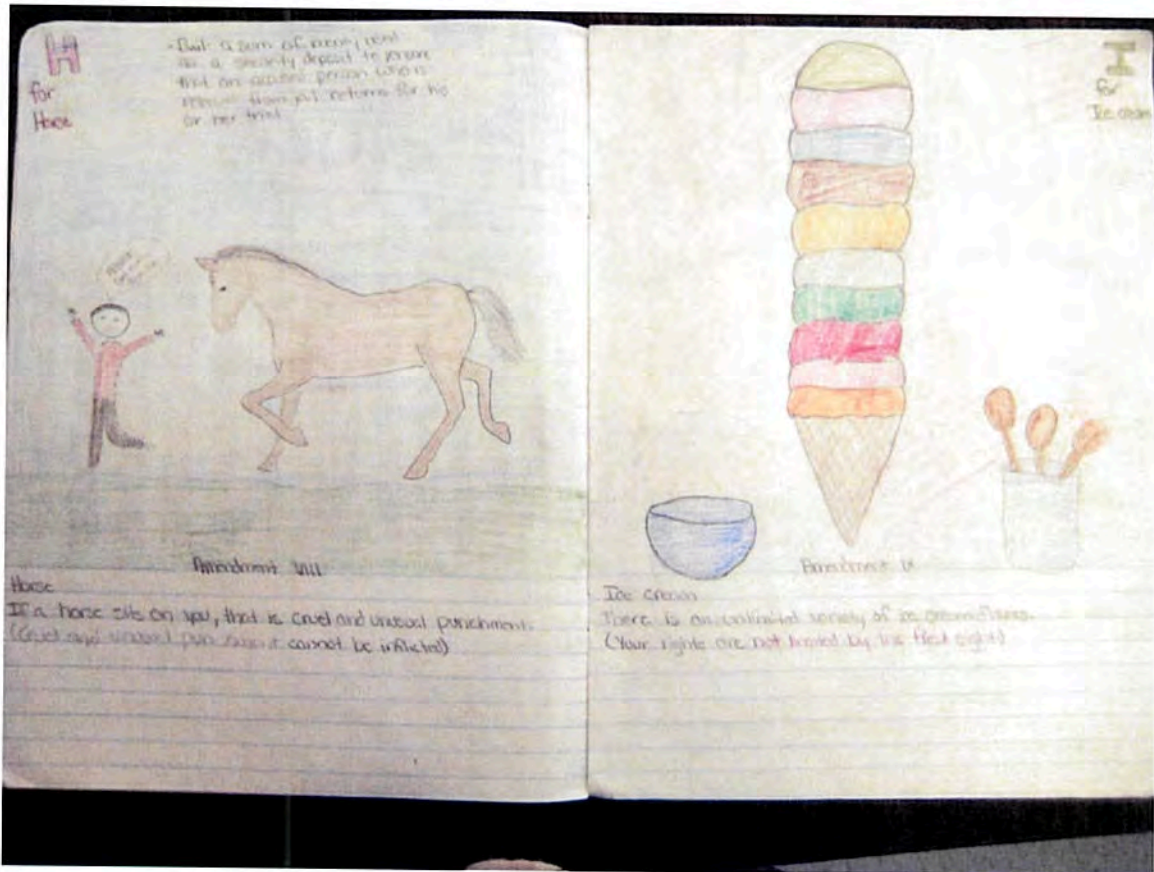 H
for
Horse
- Bail: a sum of money used
as a security deposit to ensure
that an accused person who is
from jail returns for his
or her trial
Amendment VIII
Horse
If a horse sits on you, that is cruel and unusual punishment.
(Cruel and unusual punishment cannot be inflicted)
I
for
Ice cream
Amendment IX
Ice cream
There is an unlimited variety of ice cream flavors.
(Your rights are not limited by the first eight)